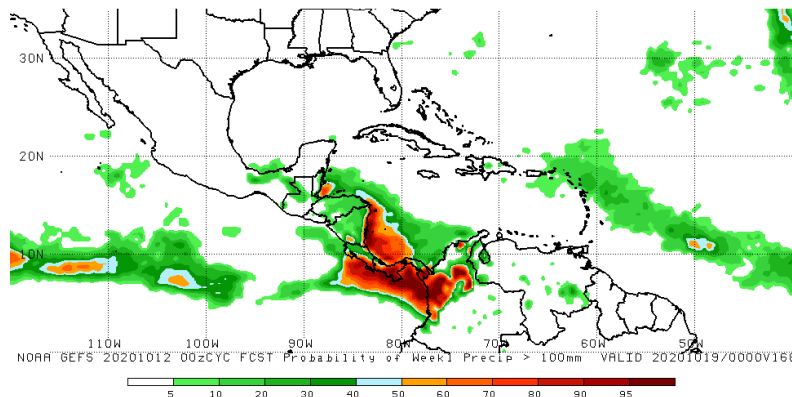 30N
20N
10N
110W 100W 90W 80W 70W 60W 50W
NOAA GEFS 20201012 00zCYC FCST Probability of Week1 Precip > 100mm VALID 20201019/0000V168
5 10 20 30 40 50 60 70 80 90 95